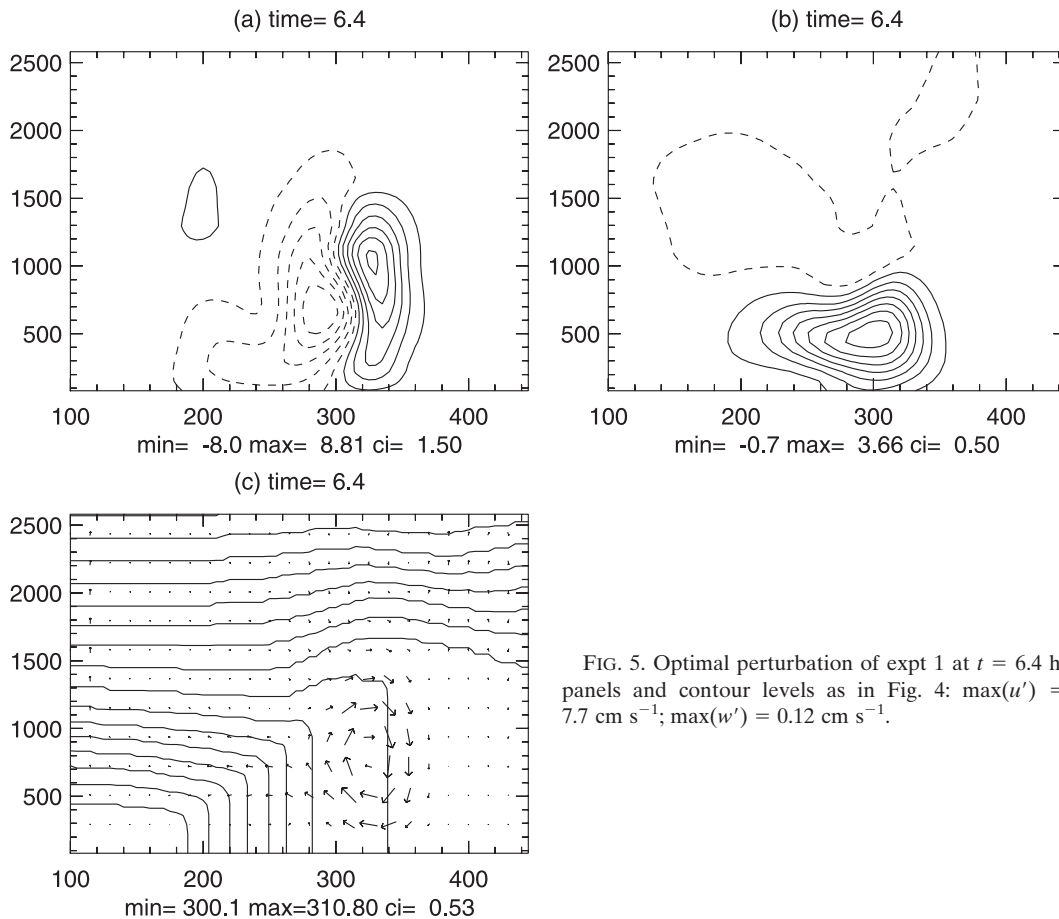 (a) time= 6.4
2500
2000
1500
1000
500
100 200 300 400
min= -8.0 max= 8.81 ci= 1.50
(b) time= 6.4
2500
2000
1500
1000
500
100 200 300 400
min= -0.7 max= 3.66 ci= 0.50
(c) time= 6.4
2500
2000
1500
1000
500
100 200 300 400
min= 300.1 max=310.80 ci= 0.53
FIG. 5. Optimal perturbation of expt 1 at t = 6.4 h
panels and contour levels as in Fig. 4: max(u′) =
7.7 cm s⁻¹; max(w′) = 0.12 cm s⁻¹.